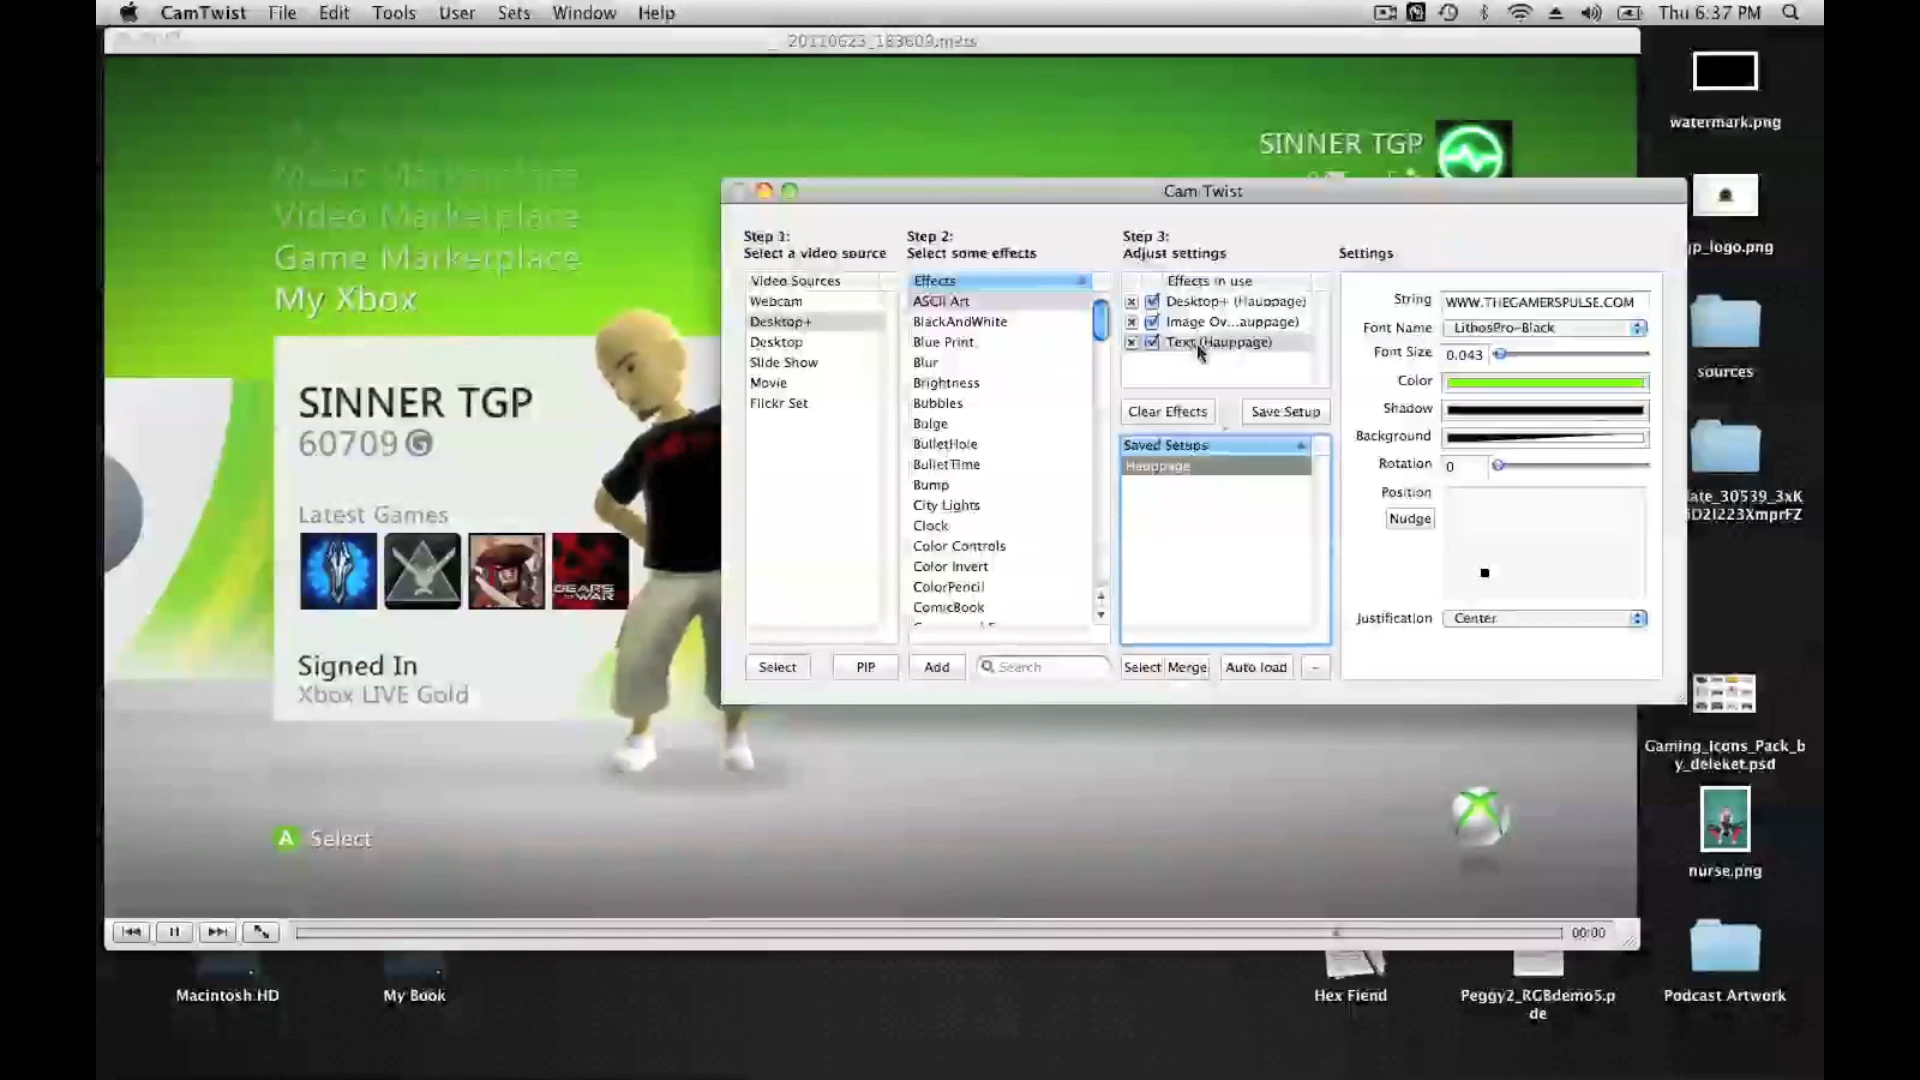 CamTwist File Edit Tools User Sets Window Help
Thu 6:37 PM
20110623_183609.m2ts
Music Marketplace
Video Marketplace
Game Marketplace
My Xbox
SINNER TGP
SINNER TGP
60709 G
Latest Games
GEARS OF WAR
Signed In
Xbox LIVE Gold
A Select
CamTwist
Step 1:
Select a video source
Video Sources
Webcam
Desktop+
Desktop
Slide Show
Movie
Flickr Set
Select PIP
Step 2:
Select some effects
Effects
ASCII Art
BlackAndWhite
Blue Print
Blur
Brightness
Bubbles
Bulge
BulletHole
BulletTime
Bump
City Lights
Clock
Color Controls
Color Invert
ColorPencil
ComicBook
Add Search
Step 3:
Adjust settings
Effects in use
Desktop+ (Hauppage)
Image Ov...auppage)
Text (Hauppage)
Clear Effects Save Setup
Saved Setups
Hauppage
Select Merge Auto load -
Settings
String WWW.THEGAMERSPULSE.COM
Font Name LithosPro-Black
Font Size 0.043
Color
Shadow
Background
Rotation 0
Position
Nudge
Justification Center
00:00
watermark.png
p_logo.png
sources
ate_30539_3xK
Gaming_Icons_Pack_b
y_deleket.psd
nurse.png
Podcast Artwork
Macintosh HD
My Book
Hex Fiend
Peggy2_RGBdemo5.p
de